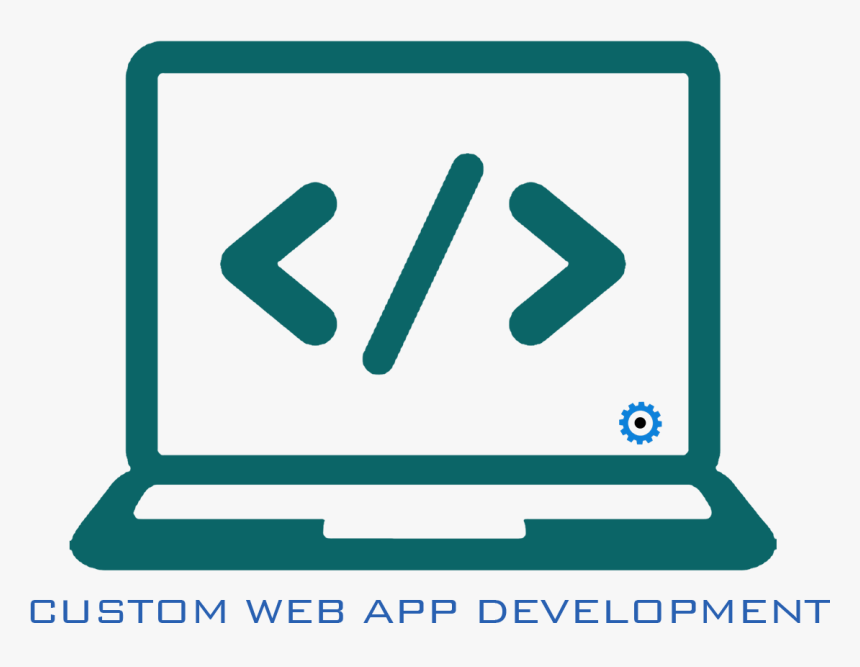 </>
CUSTOM WEB APP DEVELOPMENT